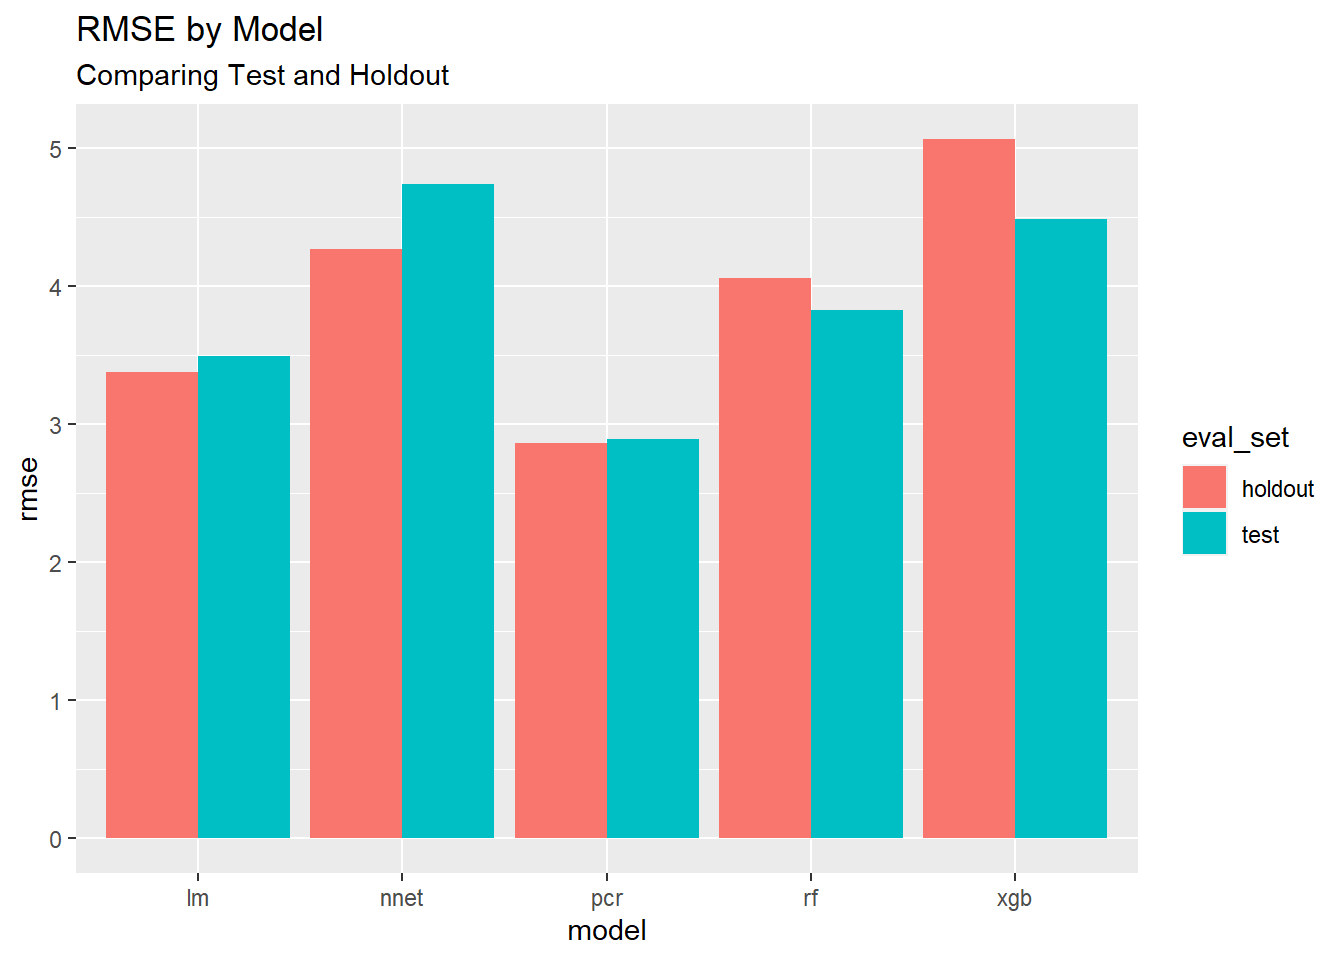 RMSE by Model
Comparing Test and Holdout
5
4
3
2
1
0
rmse
lm nnet pcr rf xgb
model
eval_set
holdout
test